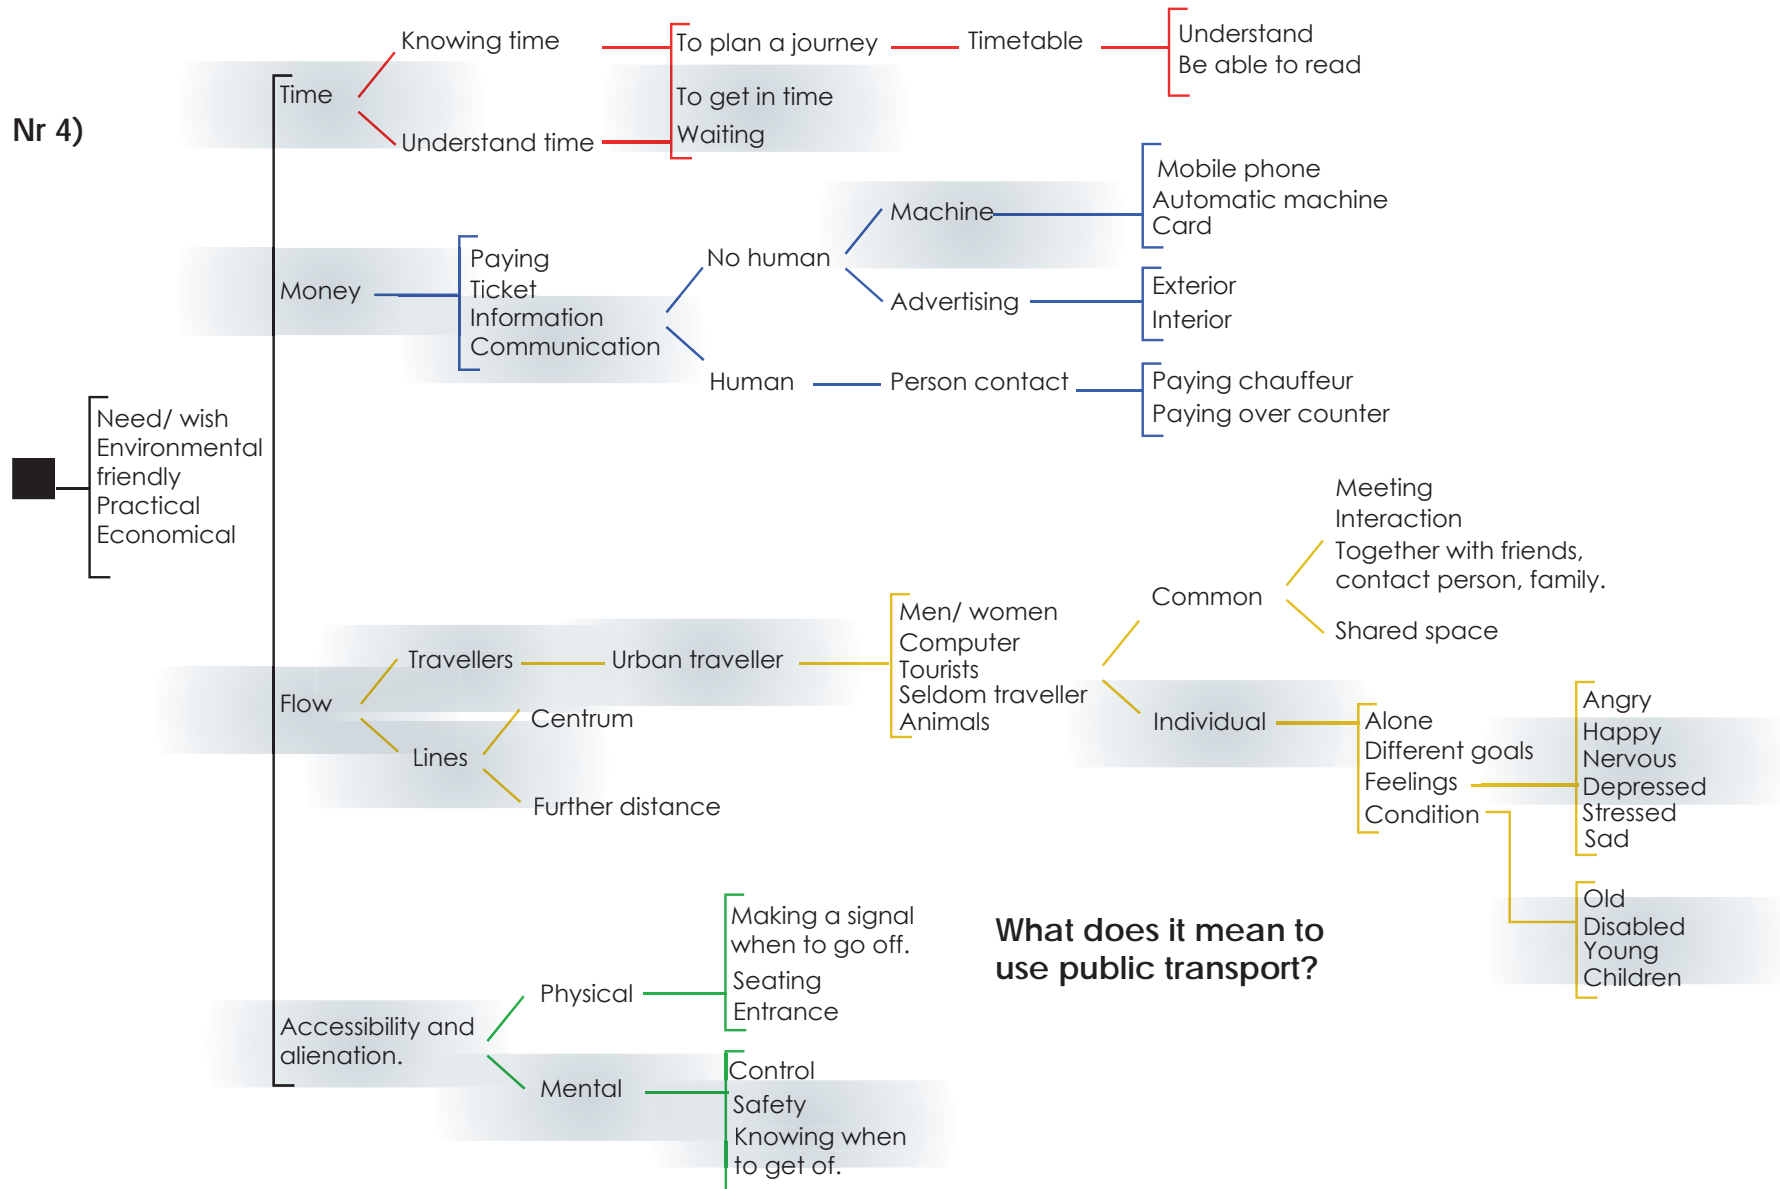 Nr 4)
Need/ wish
Environmental
friendly
Practical
Economical
Time
Knowing time
Understand time
To plan a journey
To get in time
Waiting
Timetable
Understand
Be able to read
Money
Paying
Ticket
Information
Communication
No human
Machine
Mobile phone
Automatic machine
Card
Advertising
Exterior
Interior
Human
Person contact
Paying chauffeur
Paying over counter
Flow
Travellers
Urban traveller
Men/ women
Computer
Tourists
Seldom traveller
Animals
Common
Meeting
Interaction
Together with friends,
contact person, family.
Shared space
Individual
Alone
Different goals
Feelings
Condition
Angry
Happy
Nervous
Depressed
Stressed
Sad
Old
Disabled
Young
Children
Lines
Centrum
Further distance
Accessibility and
alienation.
Physical
Making a signal
when to go off.
Seating
Entrance
Mental
Control
Safety
Knowing when
to get of.
What does it mean to
use public transport?